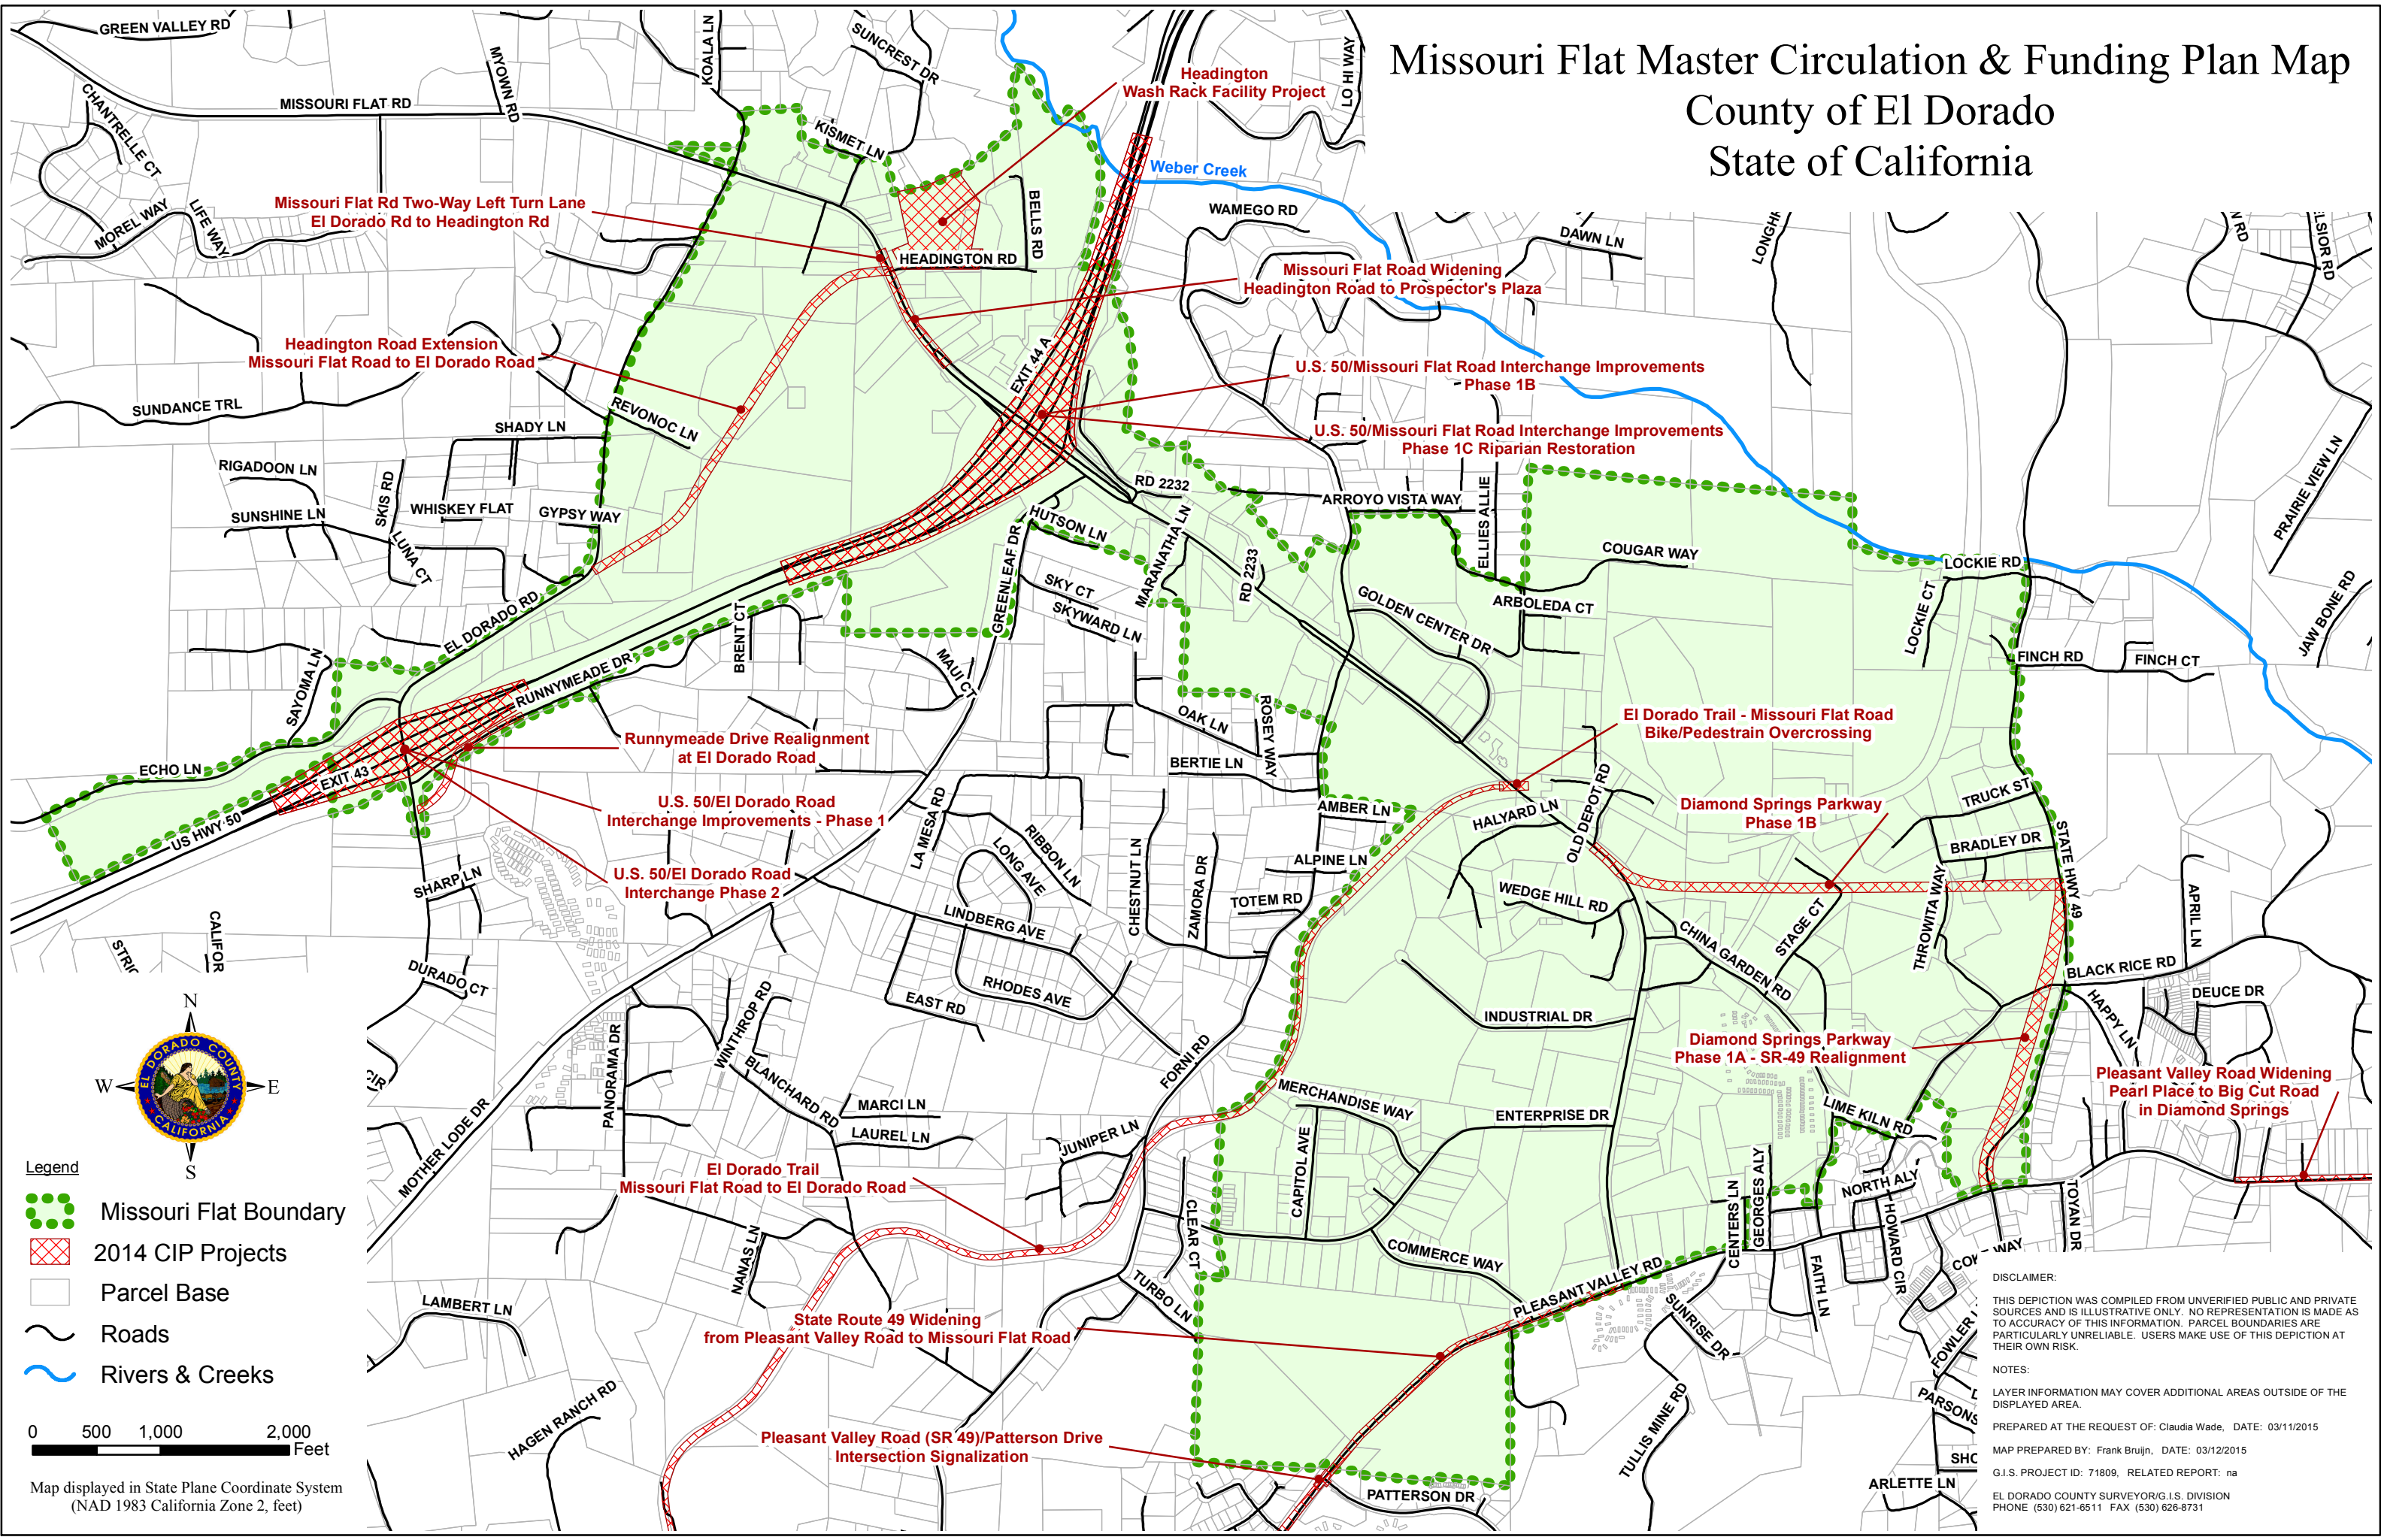 Missouri Flat Master Circulation & Funding Plan Map
County of El Dorado
State of California
GREEN VALLEY RD
MYOWN RD
KOALA LN
SUNCREST DR
LO HI WAY
Headington
Wash Rack Facility Project
MISSOURI FLAT RD
CHANTRELLE CT
KISMET LN
Weber Creek
Missouri Flat Rd Two-Way Left Turn Lane
El Dorado Rd to Headington Rd
MOREL WAY
LIFE WAY
BELLS RD
WAMEGO RD
DAWN LN
HEADINGTON RD
Missouri Flat Road Widening
Headington Road to Prospector's Plaza
Headington Road Extension
Missouri Flat Road to El Dorado Road
EXIT 44 A
U.S. 50/Missouri Flat Road Interchange Improvements
Phase 1B
SUNDANCE TRL
REVONOC LN
SHADY LN
U.S. 50/Missouri Flat Road Interchange Improvements
Phase 1C Riparian Restoration
RIGADOON LN
SKIS RD
WHISKEY FLAT
GYPSY WAY
SUNSHINE LN
LUNA CT
RD 2232
ARROYO VISTA WAY
ELLIES ALLIE
PRAIRIE VIEW LN
HUTSON LN
MARANATHA LN
RD 2233
COUGAR WAY
LOCKIE RD
GREENLEAF DR
SKY CT
SKYWARD LN
GOLDEN CENTER DR
ARBOLEDA CT
LOCKIE CT
JAW BONE RD
EL DORADO RD
BRENT CT
RUNNYMEADE DR
MAUI CT
FINCH RD
FINCH CT
SAYOMA LN
OAK LN
ROSEY WAY
El Dorado Trail - Missouri Flat Road
Bike/Pedestrain Overcrossing
Runnymeade Drive Realignment
at El Dorado Road
ECHO LN
EXIT 43
BERTIE LN
US HWY 50
U.S. 50/El Dorado Road
Interchange Improvements - Phase 1
LA MESA RD
AMBER LN
HALYARD LN
OLD DEPOT RD
Diamond Springs Parkway
Phase 1B
TRUCK ST
BRADLEY DR
STATE HWY 49
RIBBON LN
LONG AVE
CHESTNUT LN
ZAMORA DR
ALPINE LN
U.S. 50/El Dorado Road
Interchange Phase 2
SHARP LN
TOTEM RD
WEDGE HILL RD
LINDBERG AVE
STAGE CT
THROWITA WAY
APRIL LN
CHINA GARDEN RD
DURADO CT
EAST RD
RHODES AVE
BLACK RICE RD
DEUCE DR
HAPPY LN
WINTHROP RD
INDUSTRIAL DR
PANORAMA DR
FORNI RD
Diamond Springs Parkway
Phase 1A - SR-49 Realignment
BLANCHARD RD
MERCHANDISE WAY
Pleasant Valley Road Widening
Pearl Place to Big Cut Road
in Diamond Springs
MARCI LN
LAUREL LN
JUNIPER LN
ENTERPRISE DR
LIME KILN RD
MOTHER LODE DR
CAPITOL AVE
El Dorado Trail
Missouri Flat Road to El Dorado Road
GEORGES ALY
NORTH ALY
CENTERS LN
HOWARD CIR
TOYAN DR
NANAS LN
CLEAR CT
COMMERCE WAY
TURBO LN
PLEASANT VALLEY RD
FAITH LN
SUNRISE DR
LAMBERT LN
State Route 49 Widening
from Pleasant Valley Road to Missouri Flat Road
HAGEN RANCH RD
TULLIS MINE RD
Pleasant Valley Road (SR 49)/Patterson Drive
Intersection Signalization
PATTERSON DR
ARLETTE LN
N
W
E
S
EL DORADO COUNTY
CALIFORNIA
Legend
Missouri Flat Boundary
2014 CIP Projects
Parcel Base
Roads
Rivers & Creeks
0 500 1,000 2,000
Feet
Map displayed in State Plane Coordinate System
(NAD 1983 California Zone 2, feet)
DISCLAIMER:
THIS DEPICTION WAS COMPILED FROM UNVERIFIED PUBLIC AND PRIVATE
SOURCES AND IS ILLUSTRATIVE ONLY. NO REPRESENTATION IS MADE AS
TO ACCURACY OF THIS INFORMATION. PARCEL BOUNDARIES ARE
PARTICULARLY UNRELIABLE. USERS MAKE USE OF THIS DEPICTION AT
THEIR OWN RISK.
NOTES:
LAYER INFORMATION MAY COVER ADDITIONAL AREAS OUTSIDE OF THE
DISPLAYED AREA.
PREPARED AT THE REQUEST OF: Claudia Wade, DATE: 03/11/2015
MAP PREPARED BY: Frank Bruijn, DATE: 03/12/2015
G.I.S. PROJECT ID: 71809, RELATED REPORT: na
EL DORADO COUNTY SURVEYOR/G.I.S. DIVISION
PHONE (530) 621-6511 FAX (530) 626-8731